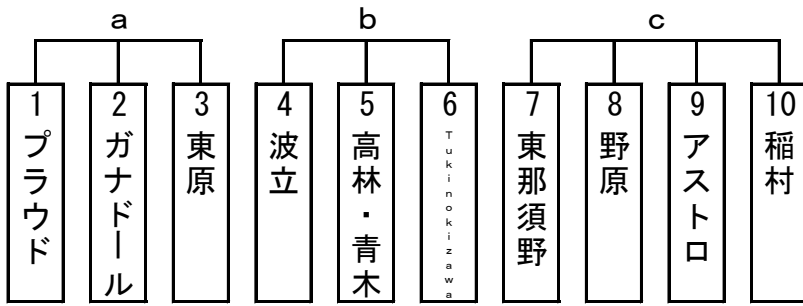 a
b
c
1 プラウド
2 ガナドール
3 東原
4 波立
5 高林・青木
6 Tukinokizawa
7 東那須野
8 野原
9 アストロ
10 稲村